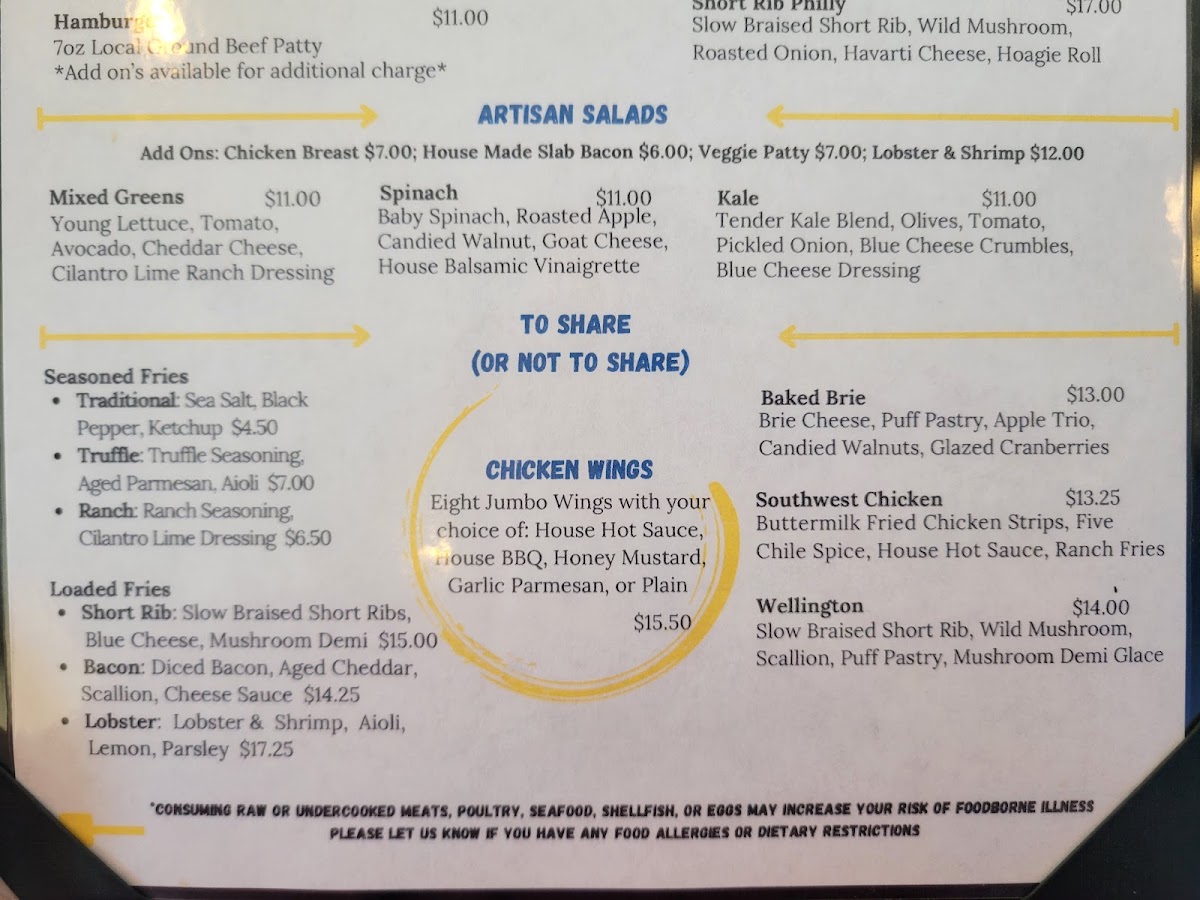 Hamburger $11.00
7oz Local Ground Beef Patty
*Add on's available for additional charge*
Short Rib Philly $17.00
Slow Braised Short Rib, Wild Mushroom,
Roasted Onion, Havarti Cheese, Hoagie Roll
ARTISAN SALADS
Add Ons: Chicken Breast $7.00; House Made Slab Bacon $6.00; Veggie Patty $7.00; Lobster & Shrimp $12.00
Mixed Greens $11.00
Young Lettuce, Tomato,
Avocado, Cheddar Cheese,
Cilantro Lime Ranch Dressing
Spinach $11.00
Baby Spinach, Roasted Apple,
Candied Walnut, Goat Cheese,
House Balsamic Vinaigrette
Kale $11.00
Tender Kale Blend, Olives, Tomato,
Pickled Onion, Blue Cheese Crumbles,
Blue Cheese Dressing
TO SHARE
(OR NOT TO SHARE)
Seasoned Fries
• Traditional: Sea Salt, Black
Pepper, Ketchup $4.50
• Truffle: Truffle Seasoning,
Aged Parmesan, Aioli $7.00
• Ranch: Ranch Seasoning,
Cilantro Lime Dressing $6.50
Loaded Fries
• Short Rib: Slow Braised Short Ribs,
Blue Cheese, Mushroom Demi $15.00
• Bacon: Diced Bacon, Aged Cheddar,
Scallion, Cheese Sauce $14.25
• Lobster: Lobster & Shrimp, Aioli,
Lemon, Parsley $17.25
CHICKEN WINGS
Eight Jumbo Wings with your
choice of: House Hot Sauce,
House BBQ, Honey Mustard,
Garlic Parmesan, or Plain
$15.50
Baked Brie $13.00
Brie Cheese, Puff Pastry, Apple Trio,
Candied Walnuts, Glazed Cranberries
Southwest Chicken $13.25
Buttermilk Fried Chicken Strips, Five
Chile Spice, House Hot Sauce, Ranch Fries
Wellington $14.00
Slow Braised Short Rib, Wild Mushroom,
Scallion, Puff Pastry, Mushroom Demi Glace
*CONSUMING RAW OR UNDERCOOKED MEATS, POULTRY, SEAFOOD, SHELLFISH, OR EGGS MAY INCREASE YOUR RISK OF FOODBORNE ILLNESS
PLEASE LET US KNOW IF YOU HAVE ANY FOOD ALLERGIES OR DIETARY RESTRICTIONS